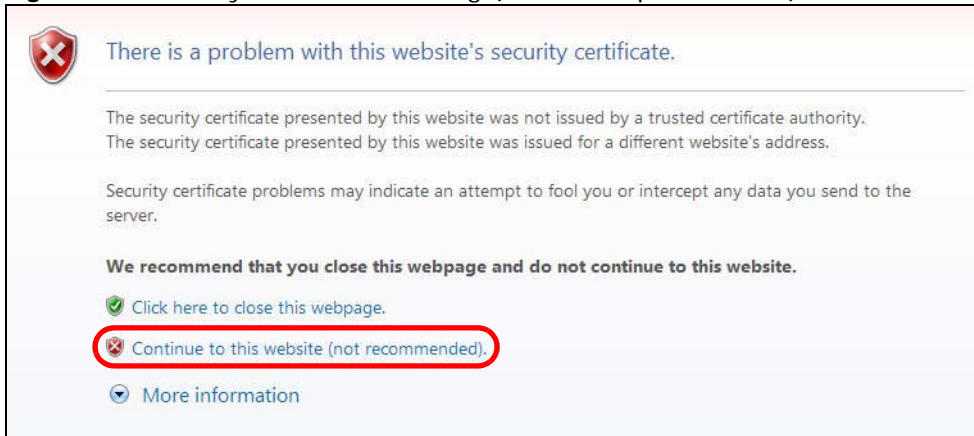 There is a problem with this website's security certificate.
The security certificate presented by this website was not issued by a trusted certificate authority.
The security certificate presented by this website was issued for a different website's address.
Security certificate problems may indicate an attempt to fool you or intercept any data you send to the
server.
We recommend that you close this webpage and do not continue to this website.
Click here to close this webpage.
Continue to this website (not recommended).
More information